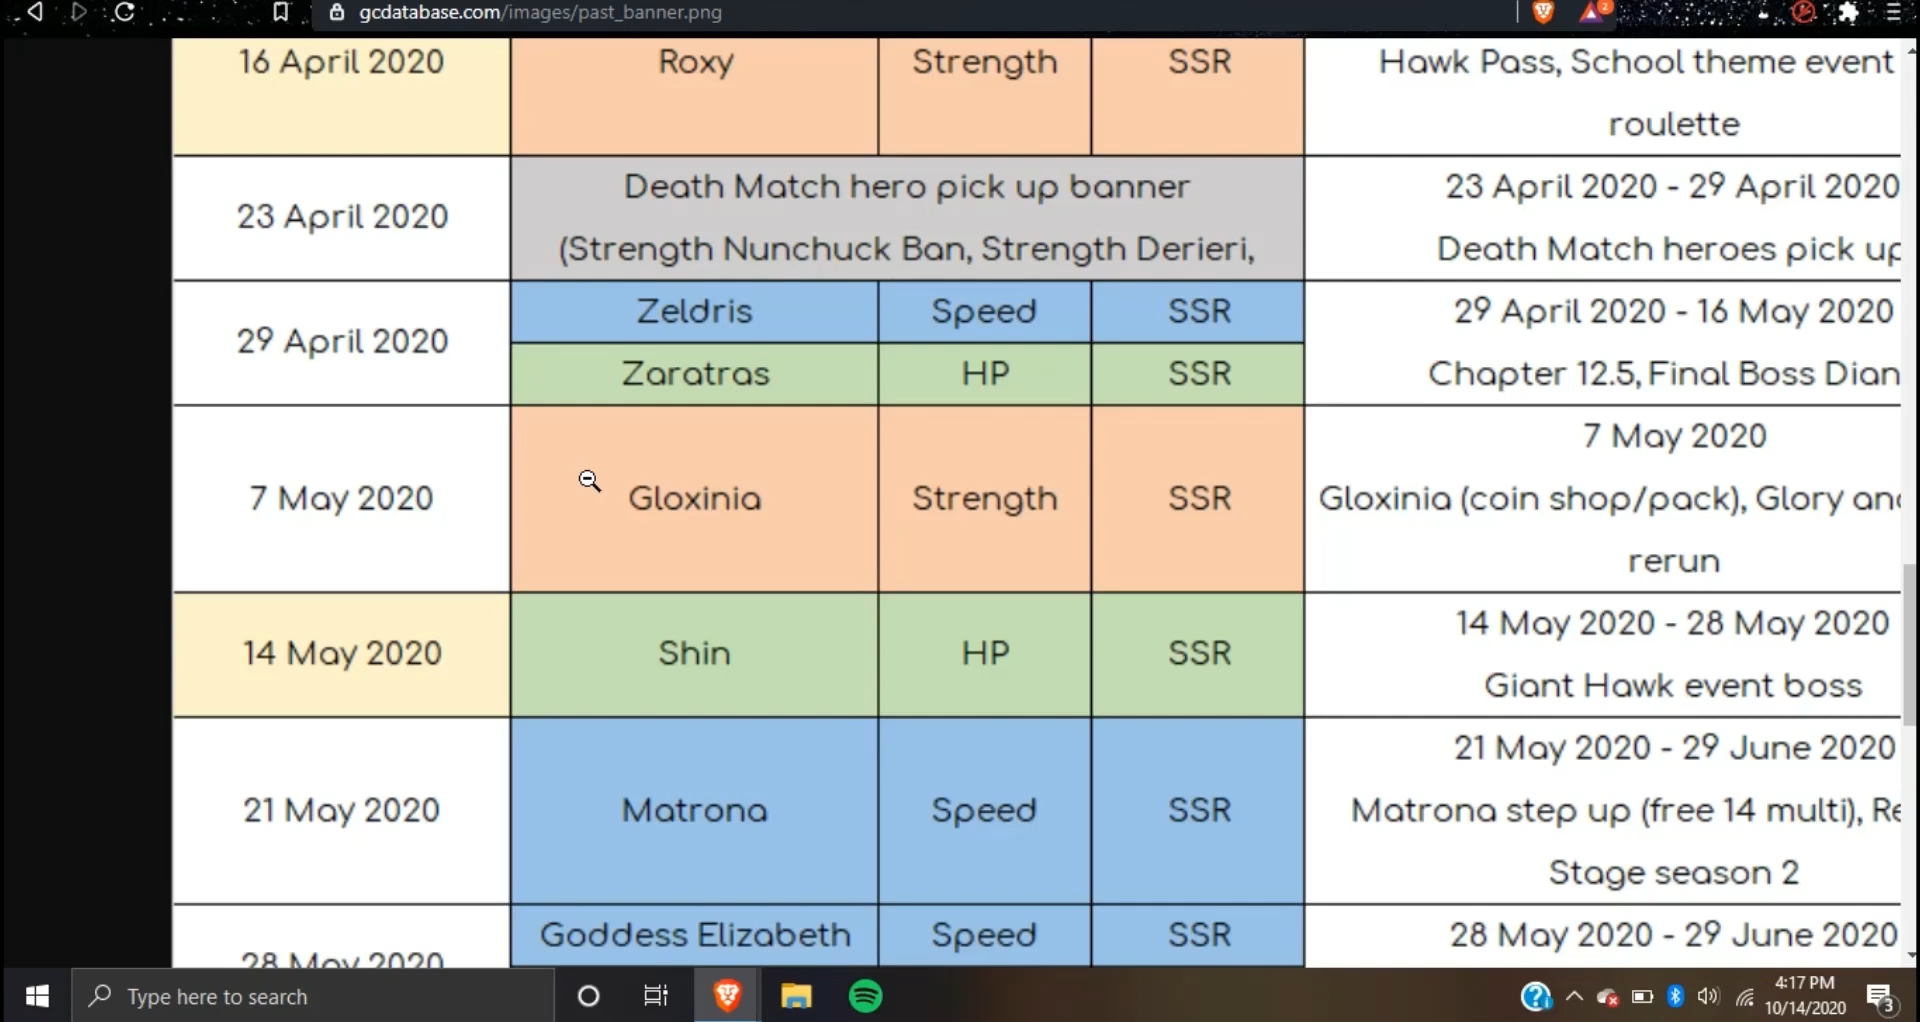 gcdatabase.com/images/past_banner.png
2
16 April 2020
Roxy
Strength
SSR
Hawk Pass, School theme event
roulette
23 April 2020
Death Match hero pick up banner
(Strength Nunchuck Ban, Strength Derieri,
23 April 2020 - 29 April 2020
Death Match heroes pick up
29 April 2020
Zeldris
Speed
SSR
Zaratras
HP
SSR
29 April 2020 - 16 May 2020
Chapter 12.5, Final Boss Dian
7 May 2020
Gloxinia
Strength
SSR
7 May 2020
Gloxinia (coin shop/pack), Glory and
rerun
14 May 2020
Shin
HP
SSR
14 May 2020 - 28 May 2020
Giant Hawk event boss
21 May 2020
Matrona
Speed
SSR
21 May 2020 - 29 June 2020
Matrona step up (free 14 multi), Re
Stage season 2
28 May 2020
Goddess Elizabeth
Speed
SSR
28 May 2020 - 29 June 2020
Type here to search
4:17 PM
10/14/2020
3